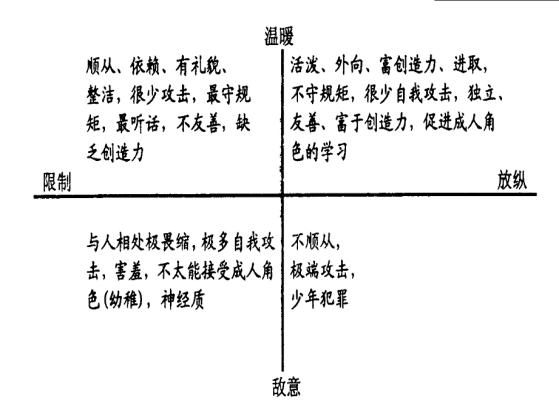 温暖
顺从、依赖、有礼貌、
整洁，很少攻击，最守规
矩，最听话，不友善，缺
乏创造力
活泼、外向、富创造力、进取，
不守规矩，很少自我攻击，独立、
友善、富于创造力，促进成人角
色的学习
限制
放纵
与人相处极畏缩，极多自我攻
击，害羞，不太能接受成人角
色(幼稚)，神经质
不顺从，
极端攻击，
少年犯罪
敌意